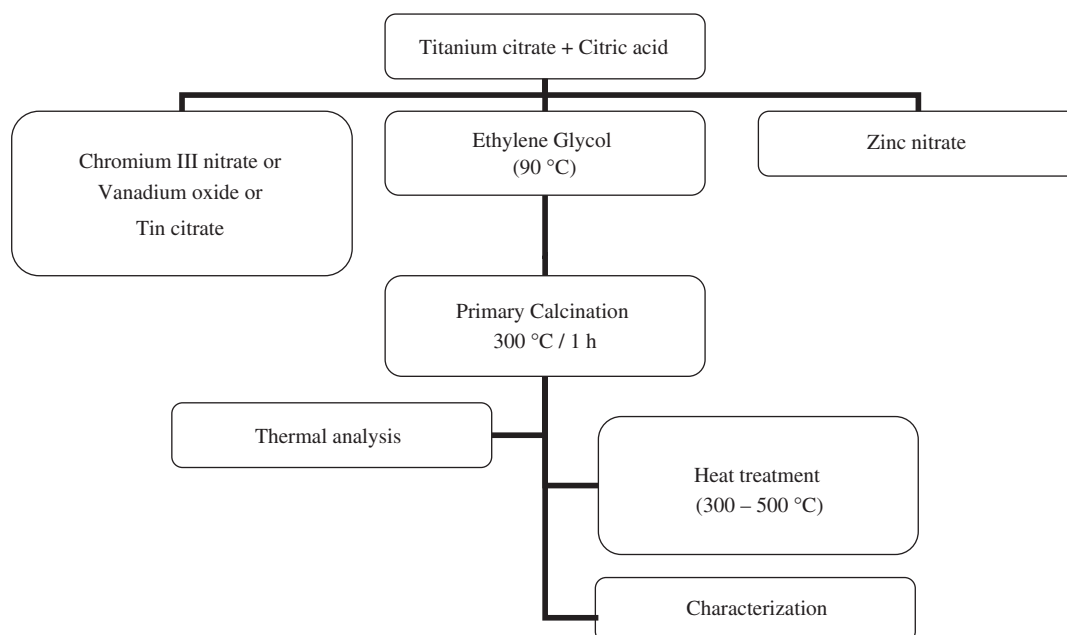 Titanium citrate + Citric acid
Chromium III nitrate or
Vanadium oxide or
Tin citrate
Ethylene Glycol
(90 °C)
Zinc nitrate
Primary Calcination
300 °C / 1 h
Thermal analysis
Heat treatment
(300 – 500 °C)
Characterization